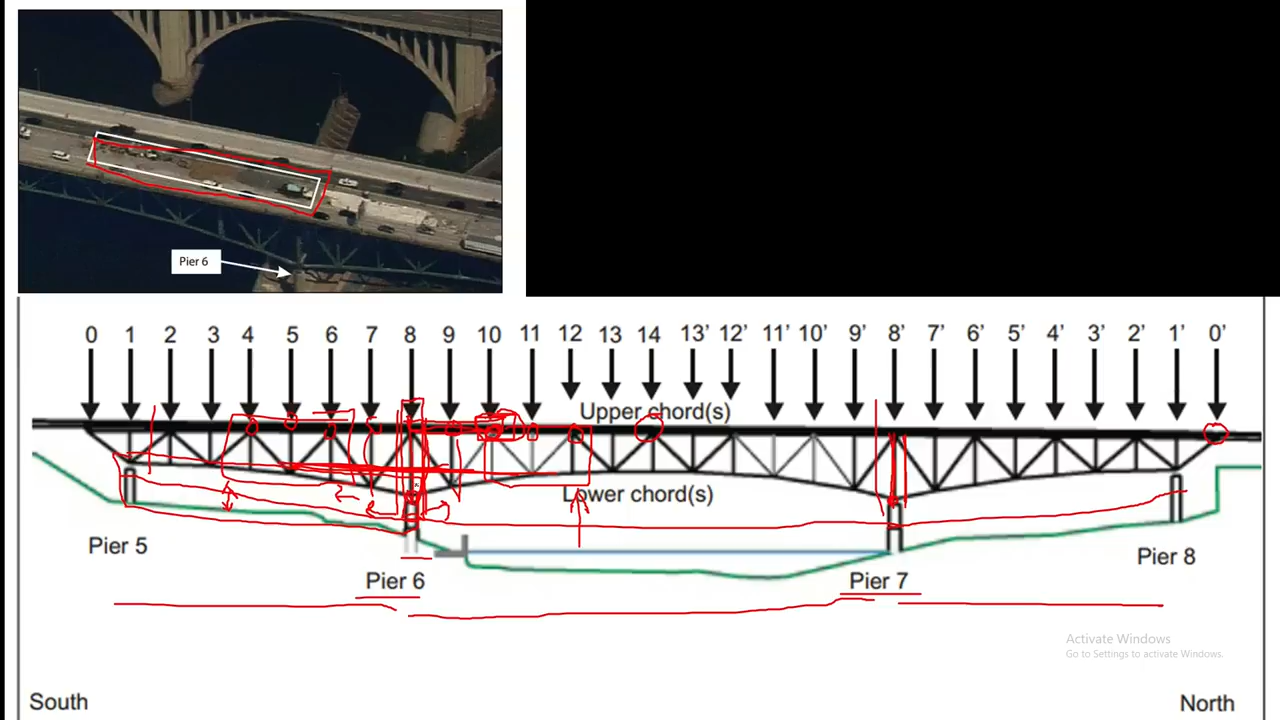 Pier 6
0 1 2 3 4 5 6 7 8 9 10 11 12 13 14 13' 12' 11' 10' 9' 8' 7' 6' 5' 4' 3' 2' 1' 0'
Upper chord(s)
Lower chord(s)
Pier 5
Pier 6
Pier 7
Pier 8
Activate Windows
Go to Settings to activate Windows.
South
North